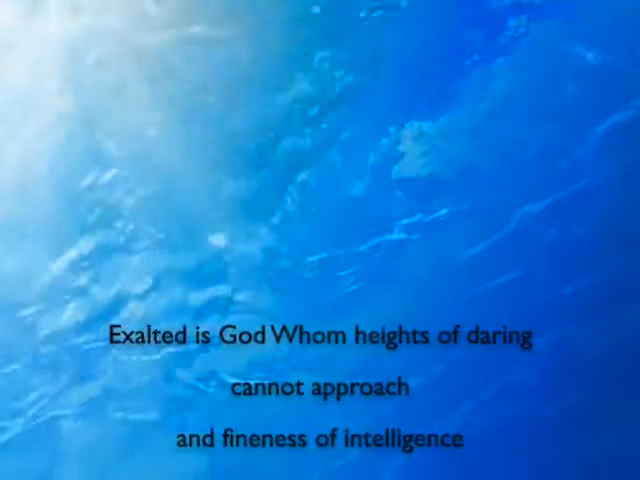 Exalted is God Whom heights of daring
cannot approach
and fineness of intelligence